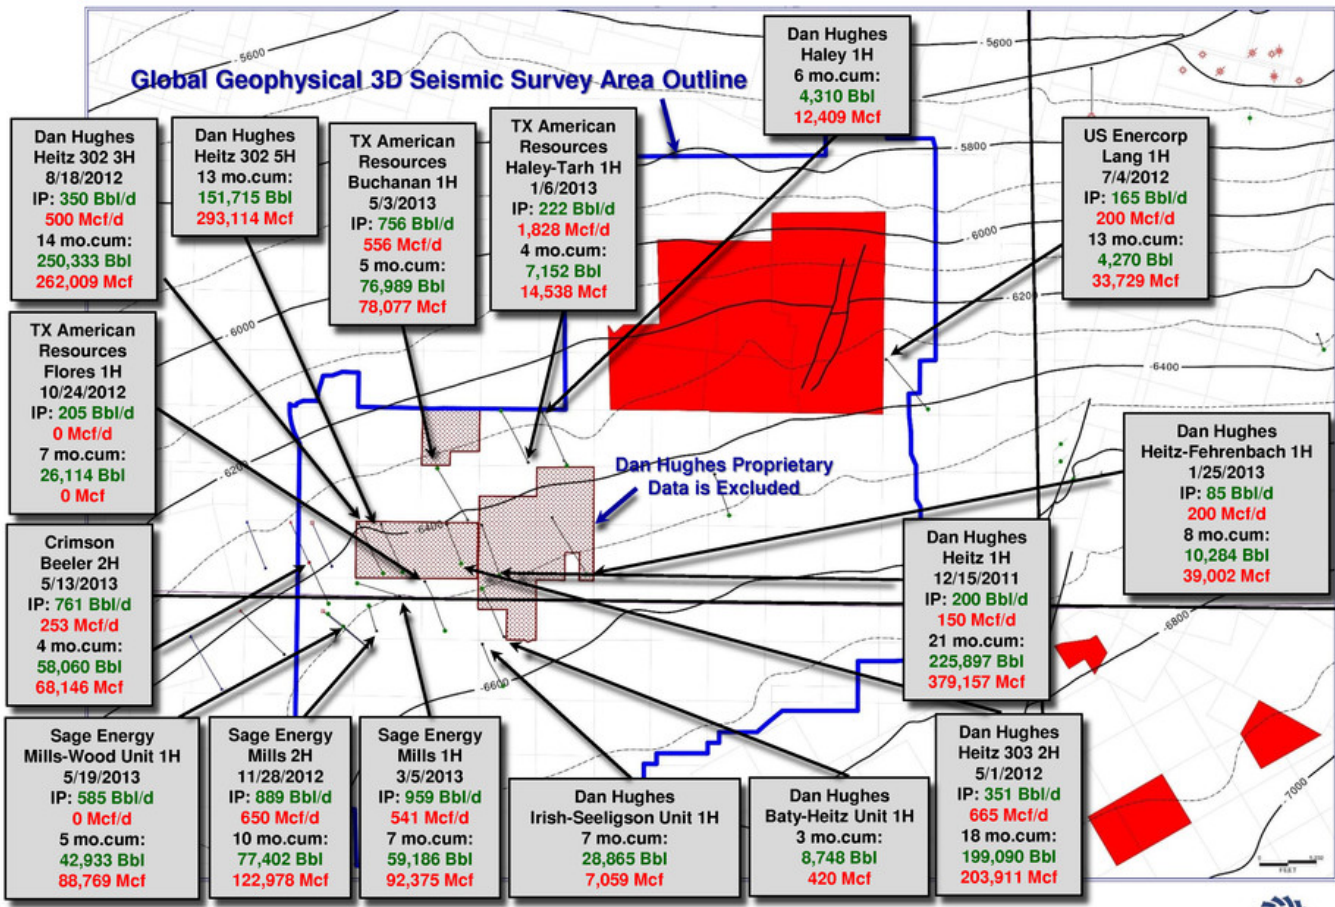 Global Geophysical 3D Seismic Survey Area Outline
Dan Hughes
Haley 1H
6 mo.cum:
4,310 Bbl
12,409 Mcf
Dan Hughes
Heitz 302 3H
8/18/2012
IP: 350 Bbl/d
500 Mcf/d
14 mo.cum:
250,333 Bbl
262,009 Mcf
Dan Hughes
Heitz 302 5H
13 mo.cum:
151,715 Bbl
293,114 Mcf
TX American
Resources
Buchanan 1H
5/3/2013
IP: 756 Bbl/d
556 Mcf/d
5 mo.cum:
76,989 Bbl
78,077 Mcf
TX American
Resources
Haley-Tarh 1H
1/6/2013
IP: 222 Bbl/d
1,828 Mcf/d
4 mo.cum:
7,152 Bbl
14,538 Mcf
US Enercorp
Lang 1H
7/4/2012
IP: 165 Bbl/d
200 Mcf/d
13 mo.cum:
4,270 Bbl
33,729 Mcf
TX American
Resources
Flores 1H
10/24/2012
IP: 205 Bbl/d
0 Mcf/d
7 mo.cum:
26,114 Bbl
0 Mcf
Dan Hughes Proprietary
Data is Excluded
Dan Hughes
Heitz-Fehrenbach 1H
1/25/2013
IP: 85 Bbl/d
200 Mcf/d
8 mo.cum:
10,284 Bbl
39,002 Mcf
Crimson
Beeler 2H
5/13/2013
IP: 761 Bbl/d
253 Mcf/d
4 mo.cum:
58,060 Bbl
68,146 Mcf
Dan Hughes
Heitz 1H
12/15/2011
IP: 200 Bbl/d
150 Mcf/d
21 mo.cum:
225,897 Bbl
379,157 Mcf
Sage Energy
Mills-Wood Unit 1H
5/19/2013
IP: 585 Bbl/d
0 Mcf/d
5 mo.cum:
42,933 Bbl
88,769 Mcf
Sage Energy
Mills 2H
11/28/2012
IP: 889 Bbl/d
650 Mcf/d
10 mo.cum:
77,402 Bbl
122,978 Mcf
Sage Energy
Mills 1H
3/5/2013
IP: 959 Bbl/d
541 Mcf/d
7 mo.cum:
59,186 Bbl
92,375 Mcf
Dan Hughes
Irish-Seeligson Unit 1H
7 mo.cum:
28,865 Bbl
7,059 Mcf
Dan Hughes
Baty-Heitz Unit 1H
3 mo.cum:
8,748 Bbl
420 Mcf
Dan Hughes
Heitz 303 2H
5/1/2012
IP: 351 Bbl/d
665 Mcf/d
18 mo.cum:
199,090 Bbl
203,911 Mcf
-5600
-5600
-5800
-6000
-6200
-6400
-6000
-6200
-6400
-6600
-6800
-7000
FEET